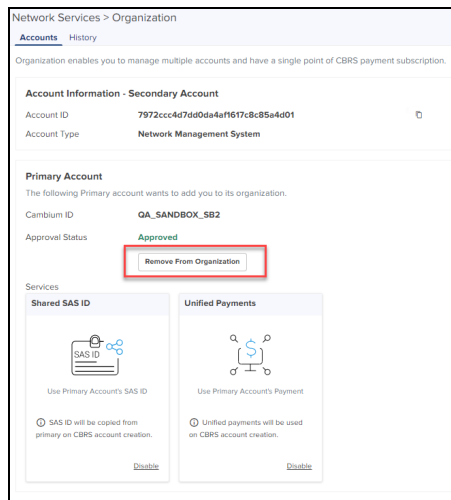 Network Services > Organization
Accounts History
Organization enables you to manage multiple accounts and have a single point of CBRS payment subscription.
Account Information - Secondary Account
Account ID 7972ccc4d7dd0da4af1617c8c85a4d01
Account Type Network Management System
Primary Account
The following Primary account wants to add you to its organization.
Cambium ID QA_SANDBOX_SB2
Approval Status Approved
Remove From Organization
Services
Shared SAS ID
SAS ID
Use Primary Account's SAS ID
SAS ID will be copied from
primary on CBRS account creation.
Disable
Unified Payments
$
Use Primary Account's Payment
Unified payments will be used
on CBRS account creation.
Disable